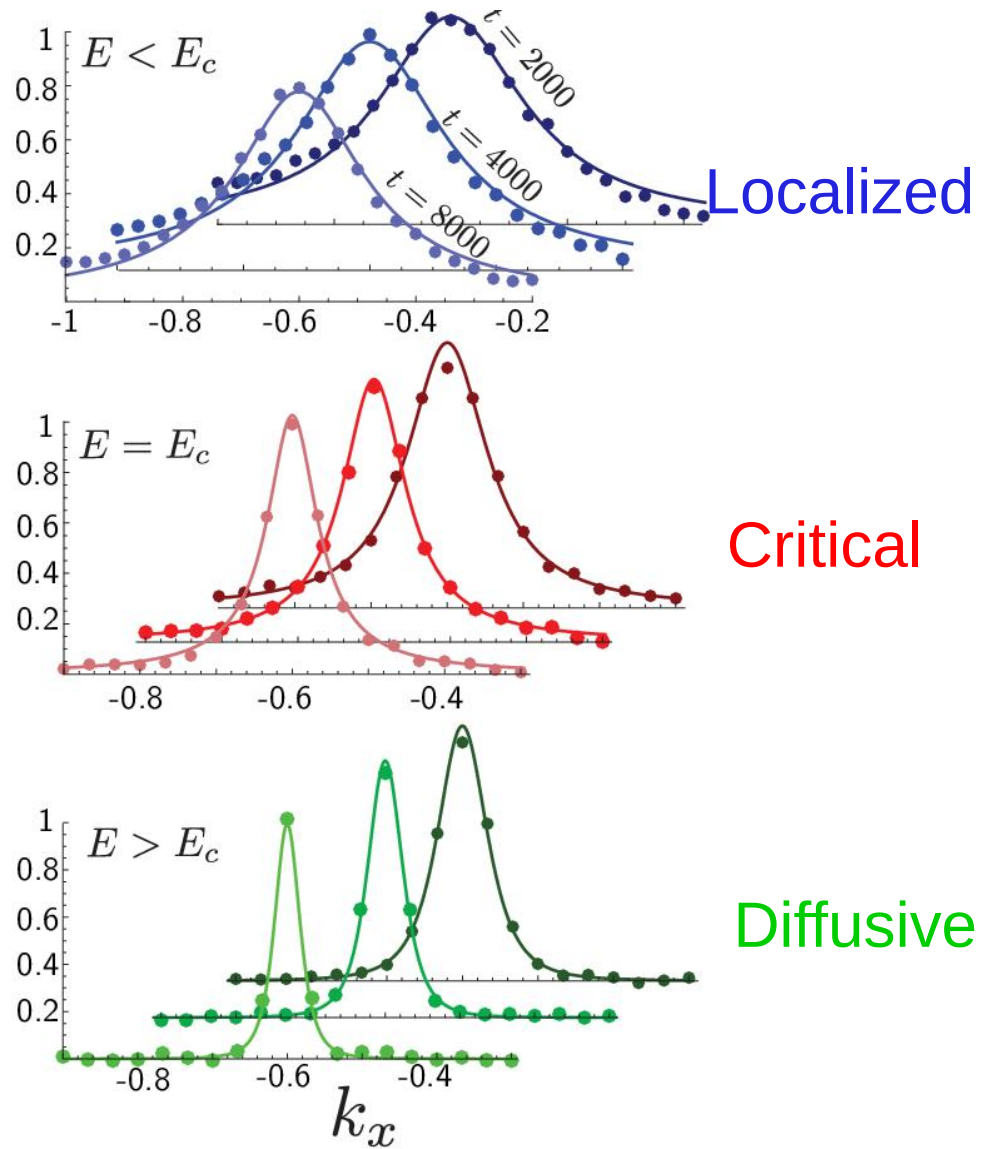 1
0.8
0.6
0.4
0.2
E < E_c
t = 2000
t = 4000
t = 8000
Localized
-1 -0.8 -0.6 -0.4 -0.2
1
0.8
0.6
0.4
0.2
E = E_c
Critical
-0.8 -0.6 -0.4
1
0.8
0.6
0.4
0.2
E > E_c
Diffusive
-0.8 -0.6 -0.4
k_x